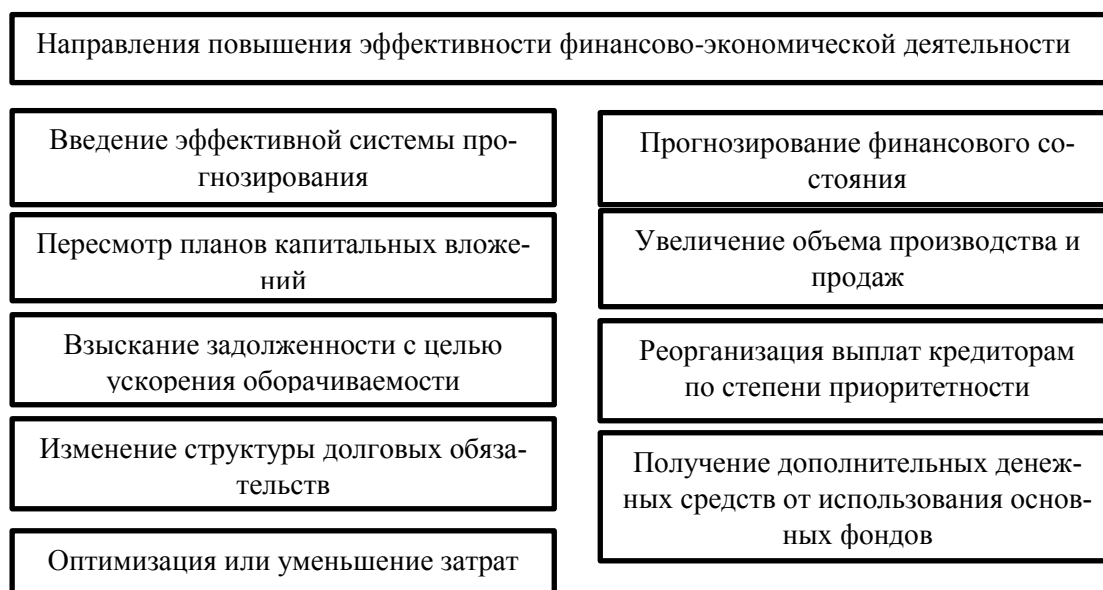 Направления повышения эффективности финансово-экономической деятельности
Введение эффективной системы про-
гнозирования
Пересмотр планов капитальных вложе-
ний
Взыскание задолженности с целью
ускорения оборачиваемости
Изменение структуры долговых обяза-
тельств
Оптимизация или уменьшение затрат
Прогнозирование финансового со-
стояния
Увеличение объема производства и
продаж
Реорганизация выплат кредиторам
по степени приоритетности
Получение дополнительных денеж-
ных средств от использования основ-
ных фондов